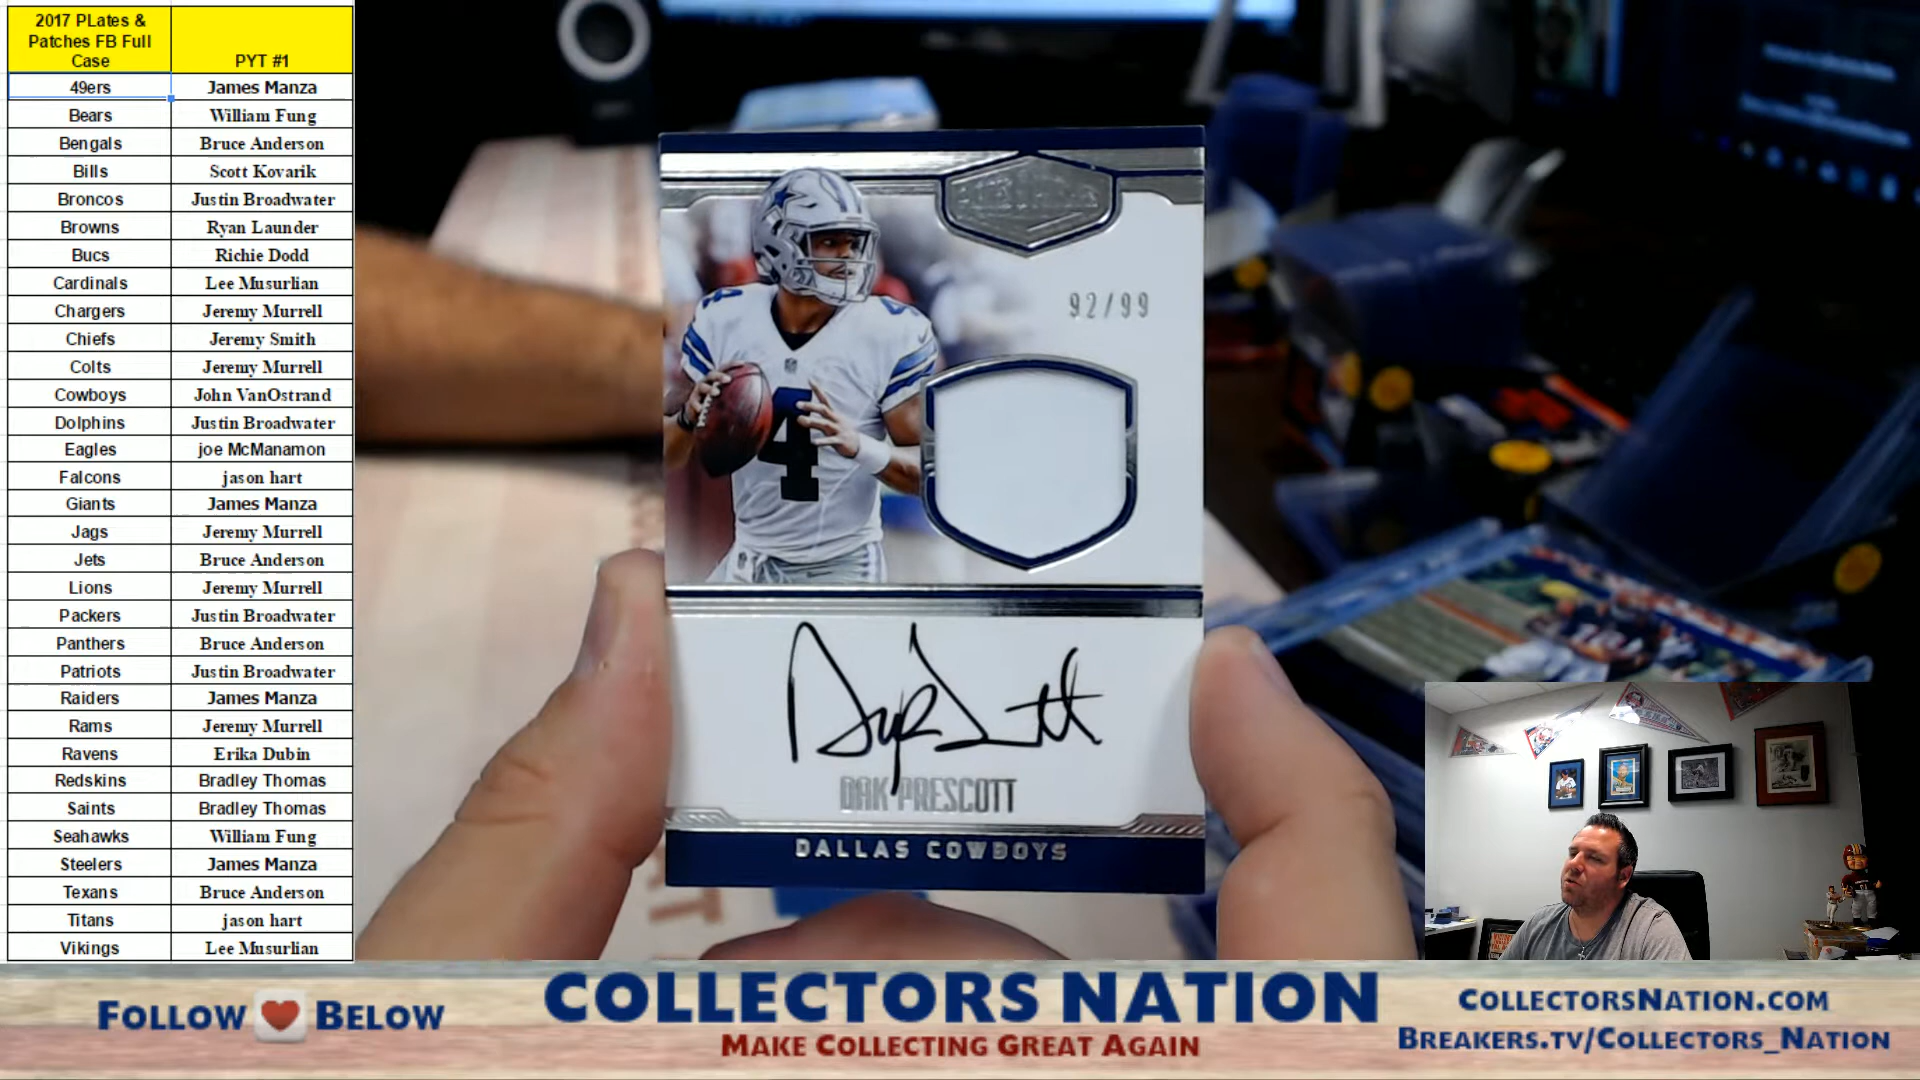 2017 PLates &
Patches FB Full
Case
PYT #1
49ers James Manza
Bears William Fung
Bengals Bruce Anderson
Bills Scott Kovarik
Broncos Justin Broadwater
Browns Ryan Launder
Bucs Richie Dodd
Cardinals Lee Musurlian
Chargers Jeremy Murrell
Chiefs Jeremy Smith
Colts Jeremy Murrell
Cowboys John VanOstrand
Dolphins Justin Broadwater
Eagles joe McManamon
Falcons jason hart
Giants James Manza
Jags Jeremy Murrell
Jets Bruce Anderson
Lions Jeremy Murrell
Packers Justin Broadwater
Panthers Bruce Anderson
Patriots Justin Broadwater
Raiders James Manza
Rams Jeremy Murrell
Ravens Erika Dubin
Redskins Bradley Thomas
Saints Bradley Thomas
Seahawks William Fung
Steelers James Manza
Texans Bruce Anderson
Titans jason hart
Vikings Lee Musurlian
92/99
4
4
DAK PRESCOTT
DALLAS COWBOYS
FOLLOW BELOW
COLLECTORS NATION
MAKE COLLECTING GREAT AGAIN
COLLECTORSNATION.COM
BREAKERS.TV/COLLECTORS_NATION